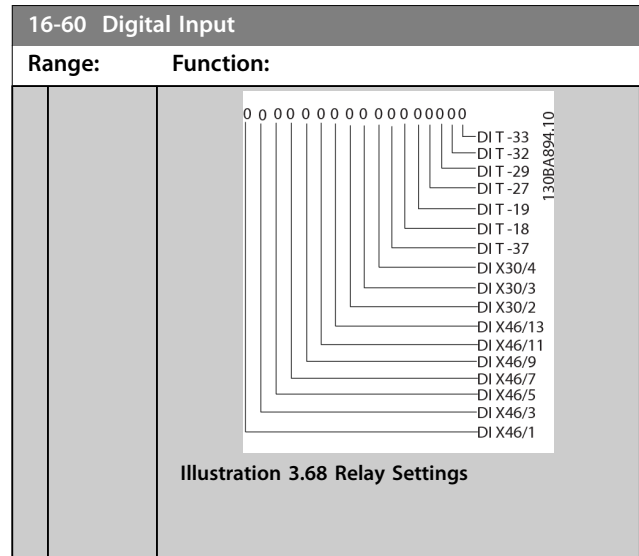 16-60 Digital Input
Range: Function:
0 0 0 0 0 0 0 0 0 0 0 0 0 0 0 0 0
DI T -33
DI T -32
DI T -29
DI T -27
DI T -19
DI T -18
DI T -37
DI X30/4
DI X30/3
DI X30/2
DI X46/13
DI X46/11
DI X46/9
DI X46/7
DI X46/5
DI X46/3
DI X46/1
130BA894.10
Illustration 3.68 Relay Settings